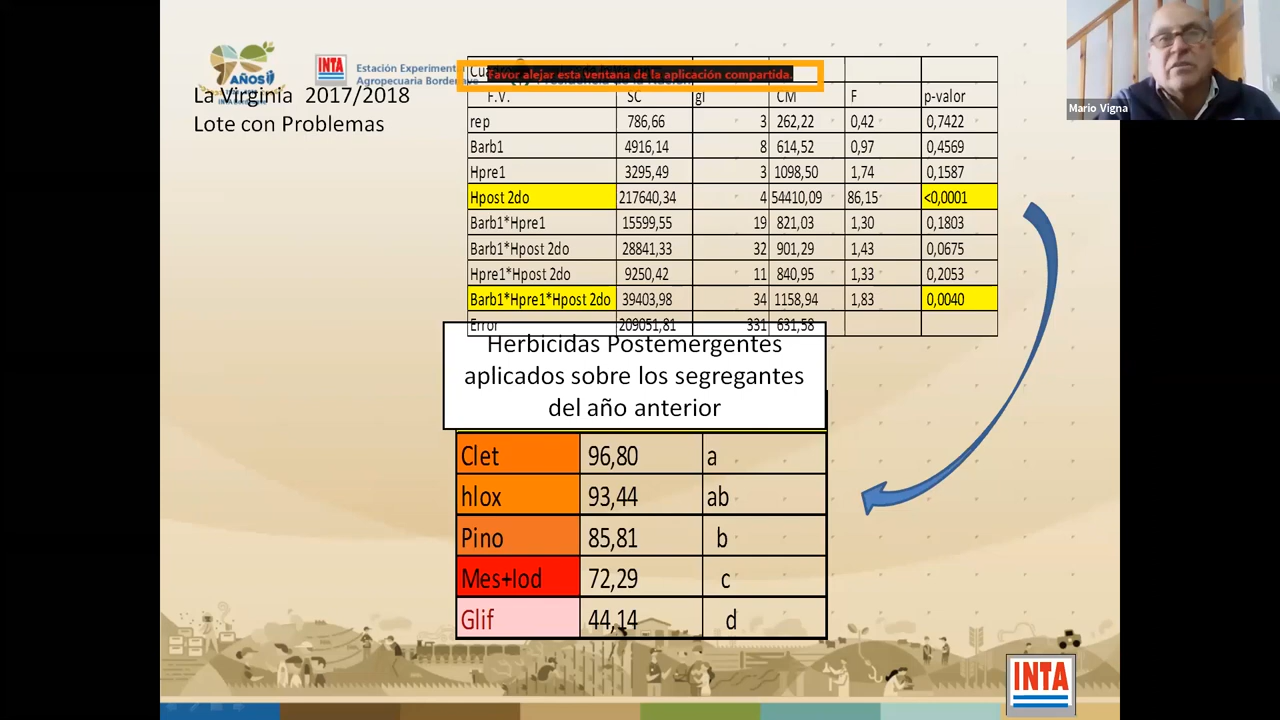 AÑOS
INTA
Estación Experimental
Agropecuaria Bordenave
La Virginia 2017/2018
Lote con Problemas
Favor alejar esta ventana de la aplicación compartida.
F.V. SC gl CM F p-valor
rep 786,66 3 262,22 0,42 0,7422
Barb1 4916,14 8 614,52 0,97 0,4569
Hpre1 3295,49 3 1098,50 1,74 0,1587
Hpost 2do 217640,34 4 54410,09 86,15 <0,0001
Barb1*Hpre1 15599,55 19 821,03 1,30 0,1803
Barb1*Hpost 2do 28841,33 32 901,29 1,43 0,0675
Hpre1*Hpost 2do 9250,42 11 840,95 1,33 0,2053
Barb1*Hpre1*Hpost 2do 39403,98 34 1158,94 1,83 0,0040
Error 209051,81 331 631,58
Herbicidas Postemergentes
aplicados sobre los segregantes
del año anterior
Clet 96,80 a
hlox 93,44 ab
Pino 85,81 b
Mes+Iod 72,29 c
Glif 44,14 d
Mario Vigna
INTA